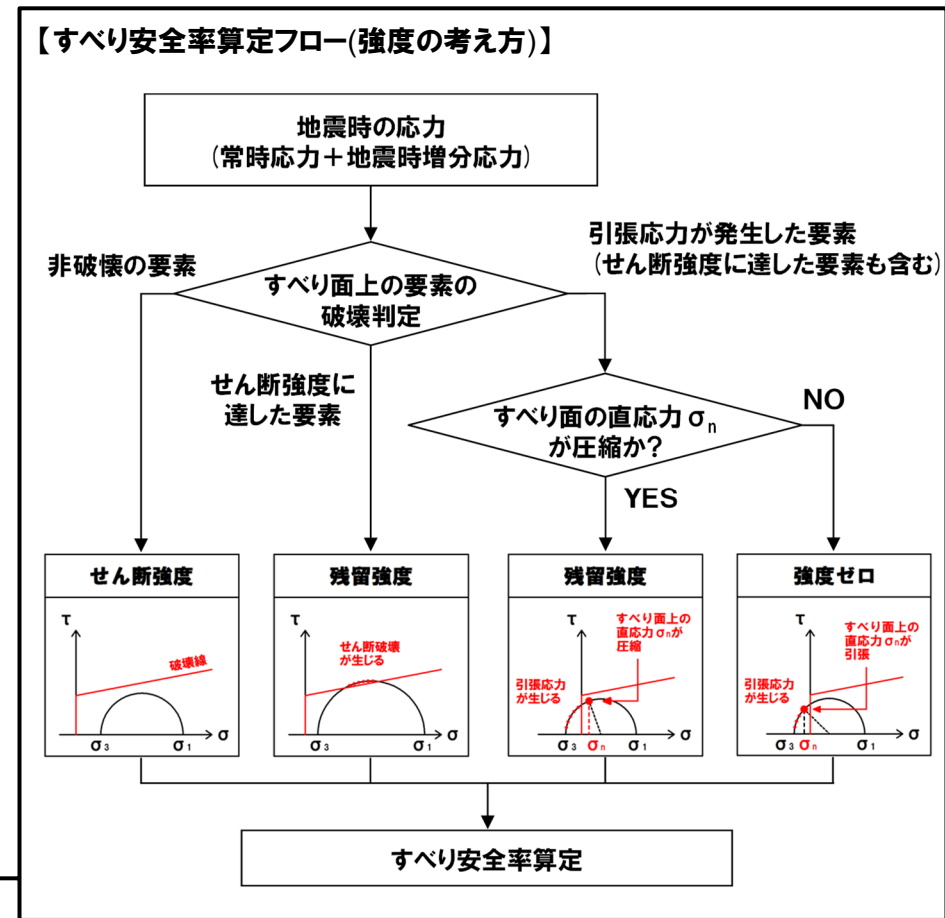 【すべり安全率算定フロー(強度の考え方)】
地震時の応力
(常時応力＋地震時増分応力)
非破壊の要素
引張応力が発生した要素
(せん断強度に達した要素も含む)
すべり面上の要素の
破壊判定
せん断強度に
達した要素
すべり面の直応力σn
が圧縮か?
NO
YES
せん断強度
τ
破壊線
σ3
σ1
σ
残留強度
τ
せん断破壊
が生じる
σ3
σ1
σ
残留強度
τ
すべり面上の
直応力σnが
圧縮
引張応力
が生じる
σ3
σn
σ1
σ
強度ゼロ
τ
すべり面上の
直応力σnが
引張
引張応力
が生じる
σ3
σn
σ1
σ
すべり安全率算定